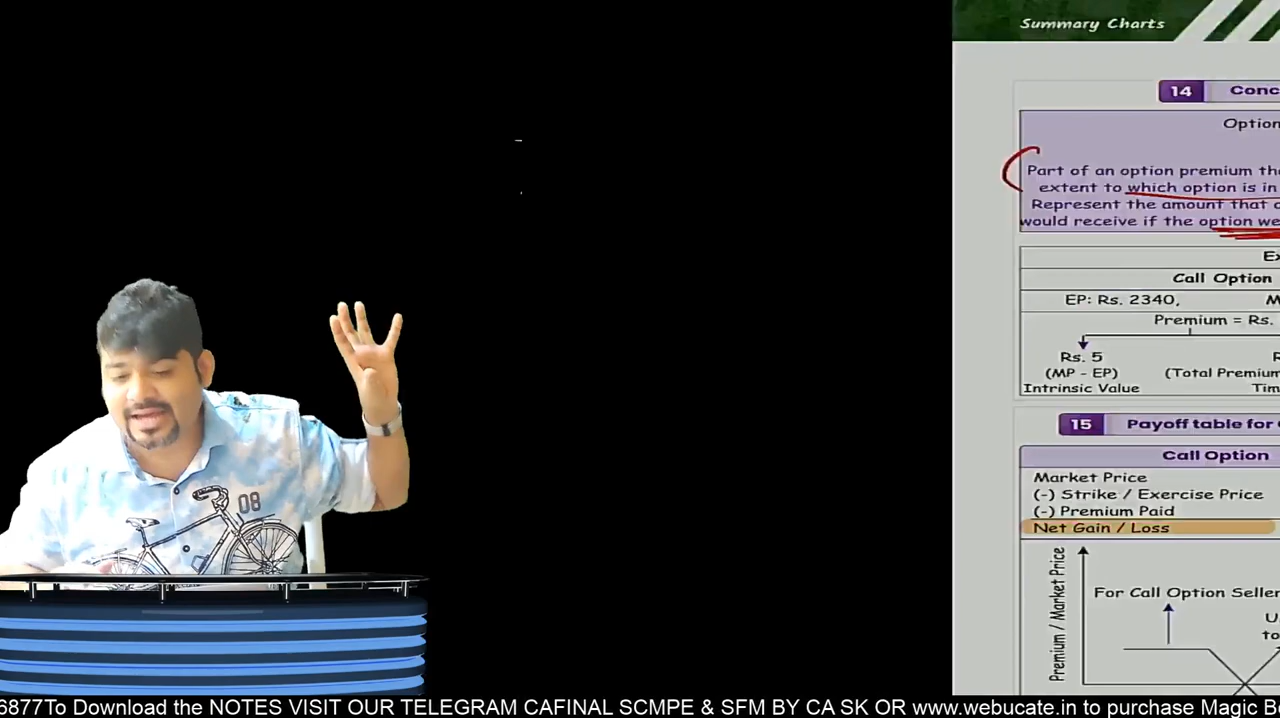 Summary Charts
14 Conc
Option
Part of an option premium tha
extent to which option is in
Represent the amount that o
would receive if the option we
Ex
Call Option
EP: Rs. 2340, M
Premium = Rs.
Rs. 5 R
(MP - EP) (Total Premium
Intrinsic Value Tim
15 Payoff table for
Call Option
Market Price
(-) Strike / Exercise Price
(-) Premium Paid
Net Gain / Loss
Premium / Market Price
For Call Option Seller
U
to
08
6877To Download the NOTES VISIT OUR TELEGRAM CAFINAL SCMPE & SFM BY CA SK OR www.webucate.in to purchase Magic B